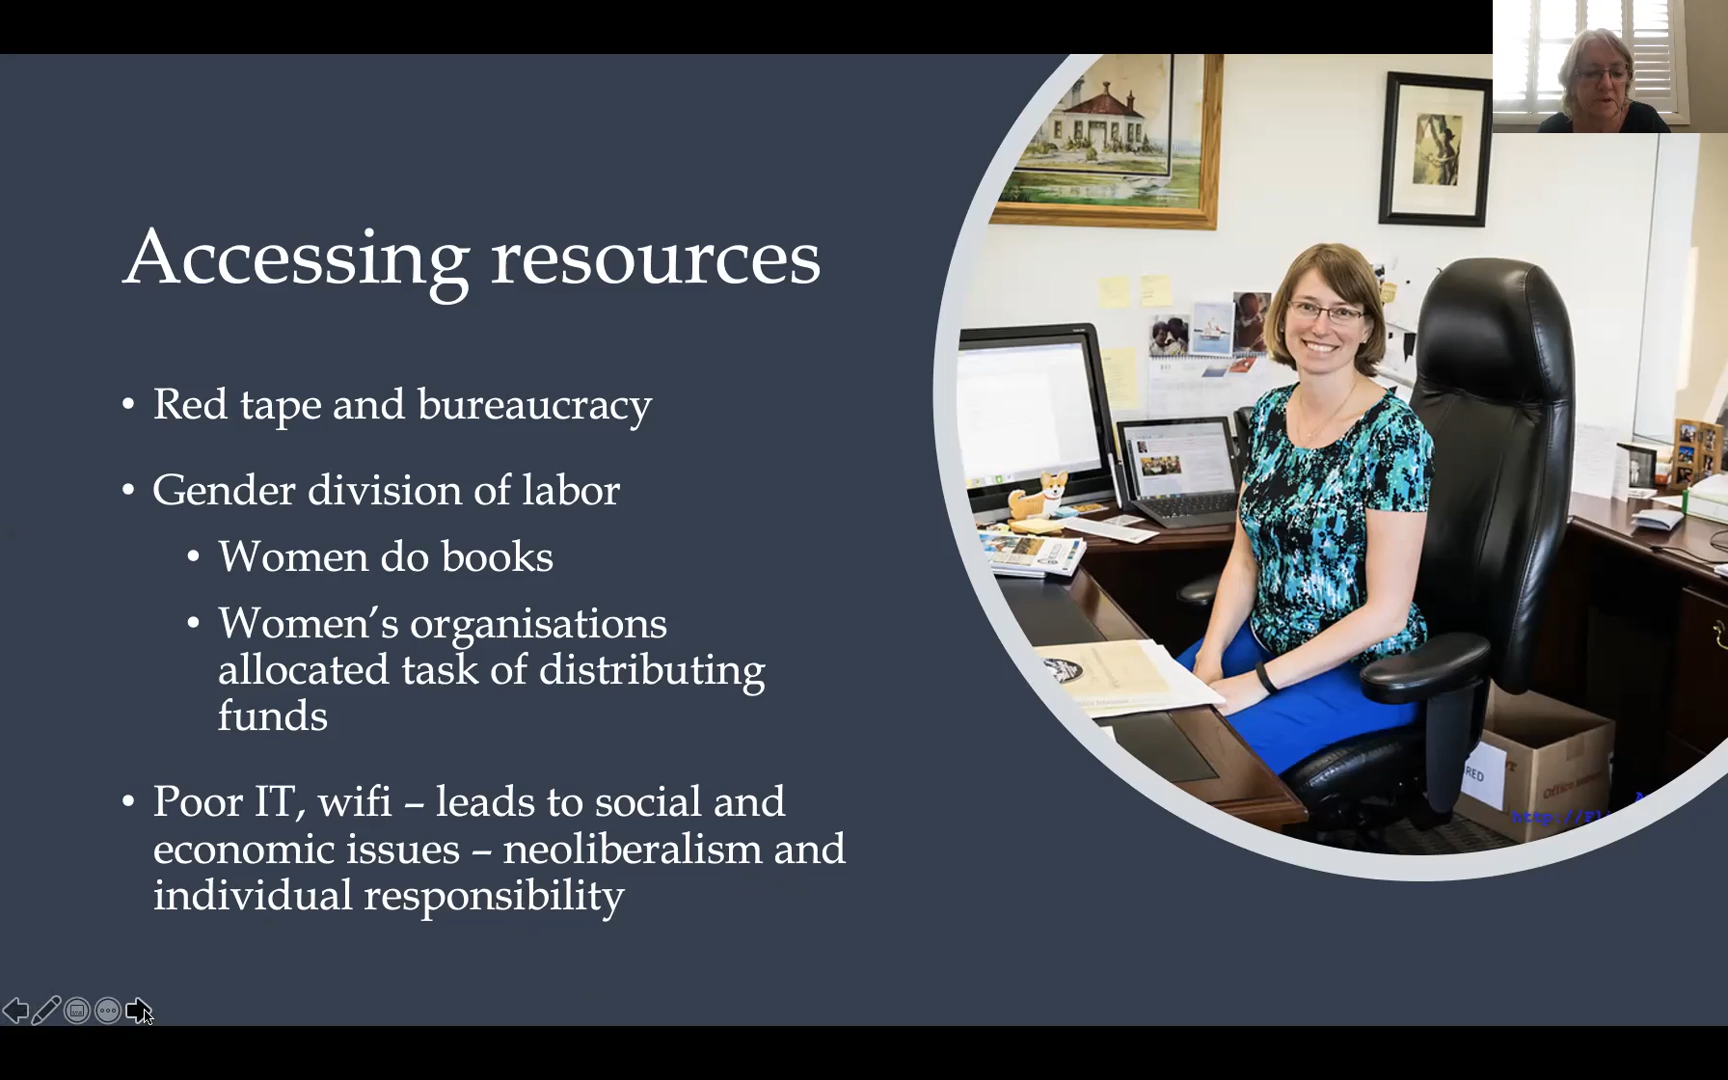 Accessing resources
• Red tape and bureaucracy
• Gender division of labor
• Women do books
• Women’s organisations
allocated task of distributing
funds
• Poor IT, wifi – leads to social and
economic issues – neoliberalism and
individual responsibility
http://